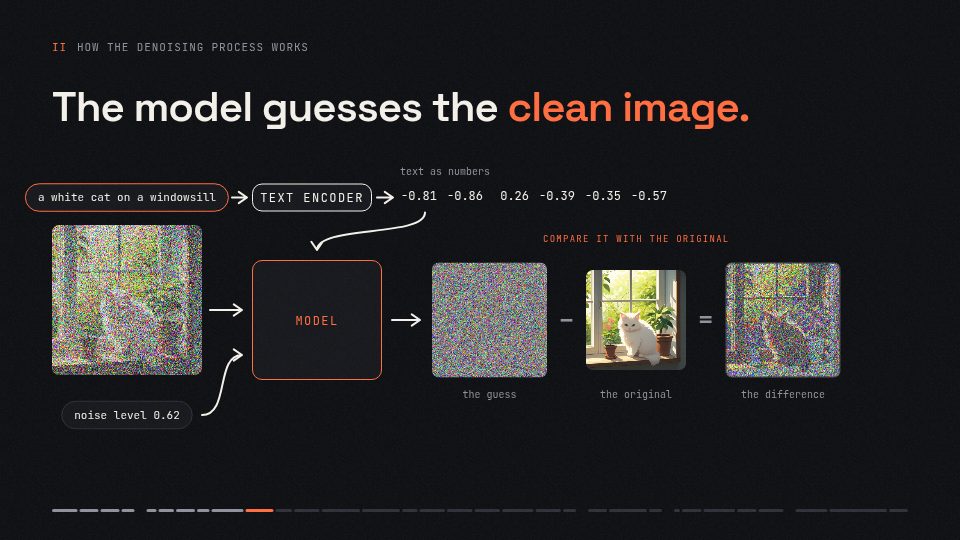 II HOW THE DENOISING PROCESS WORKS
The model guesses the clean image.
text as numbers
a white cat on a windowsill
TEXT ENCODER
-0.81 -0.86 0.26 -0.39 -0.35 -0.57
COMPARE IT WITH THE ORIGINAL
MODEL
–
=
the guess
the original
the difference
noise level 0.62